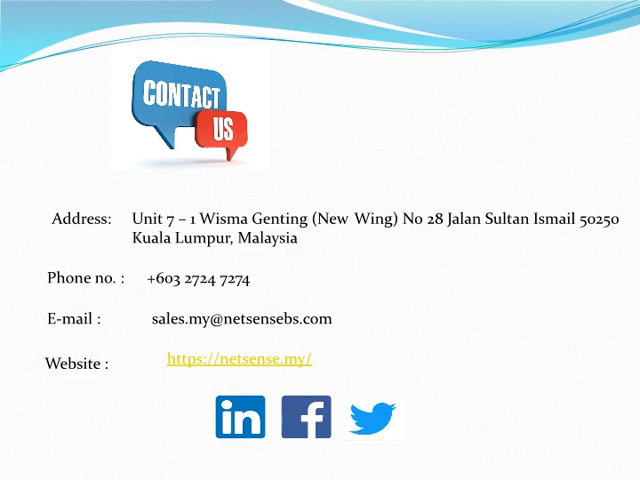 CONTACT
US
Address: Unit 7 – 1 Wisma Genting (New Wing) No 28 Jalan Sultan Ismail 50250
Kuala Lumpur, Malaysia
Phone no. : +603 2724 7274
E-mail : sales.my@netsensebs.com
Website : https://netsense.my/
in
f